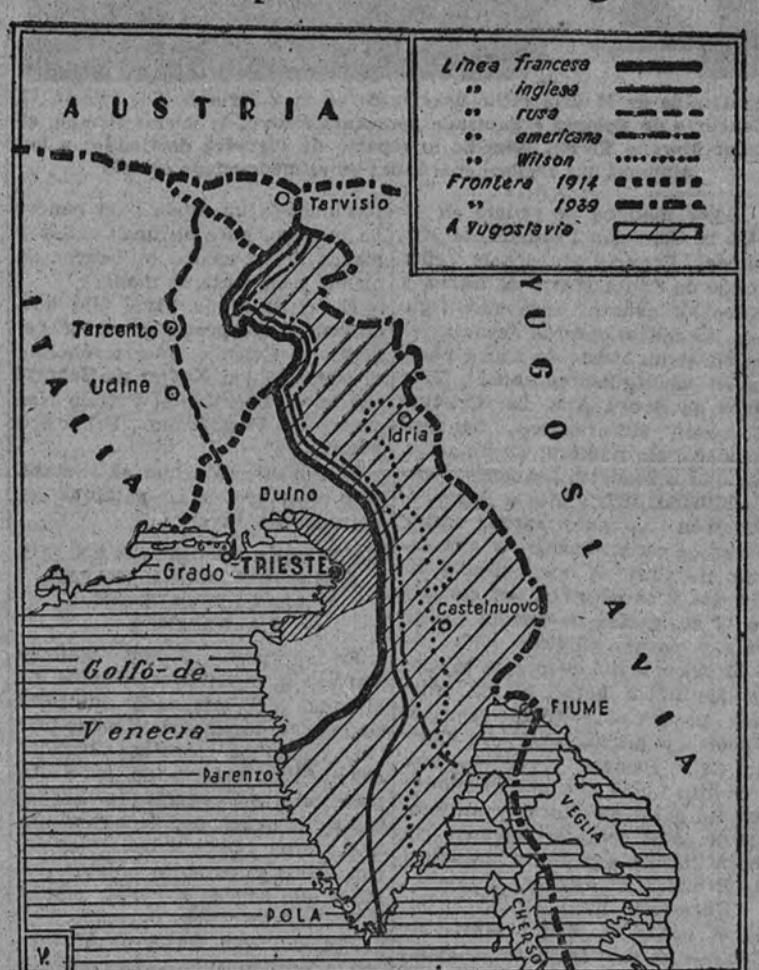 Línea francesa
" inglesa
" rusa
" americana
" Wilson
Frontera 1914
" 1939
A Yugoslavia
AUSTRIA
Tarvisio
YUGOSLAVIA
ITALIA
Tarcento
Udine
Idria
Duino
Grado
TRIESTE
Castelnuovo
Golfo de
Venecia
FIUME
Parenzo
VEGLIA
POLA
CHERSO
V.